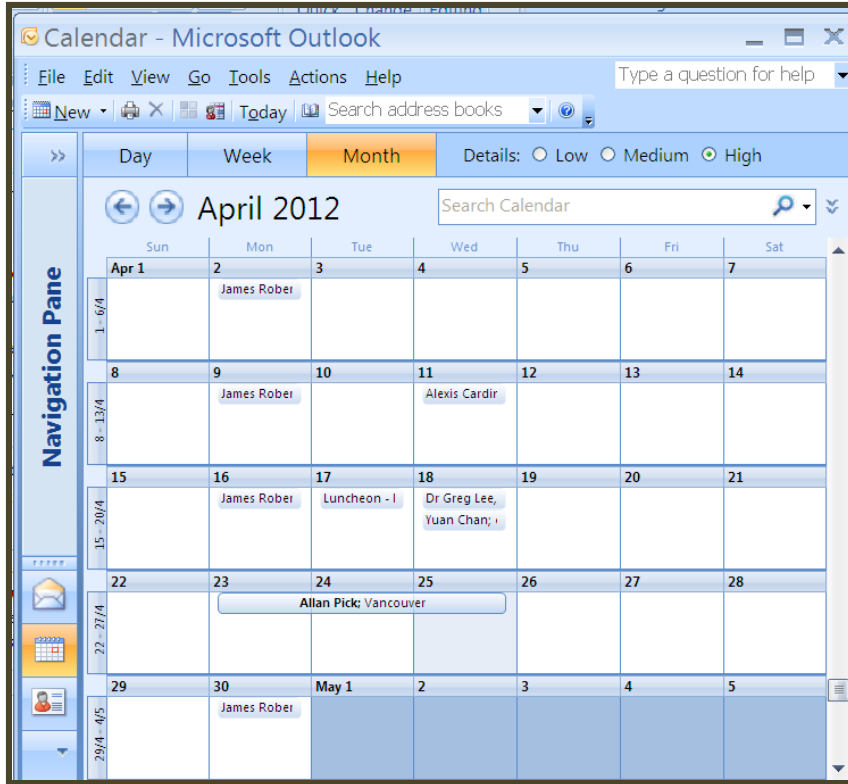 Calendar - Microsoft Outlook
File Edit View Go Tools Actions Help
Type a question for help
New Today Search address books
Day Week Month Details: Low Medium High
April 2012
Search Calendar
Navigation Pane
Sun Mon Tue Wed Thu Fri Sat
Apr 1 2 3 4 5 6 7
1 - 6/4
James Rober
8 9 10 11 12 13 14
8 - 13/4
James Rober Alexis Cardir
15 16 17 18 19 20 21
15 - 20/4
James Rober Luncheon - Dr Greg Lee,
Yuan Chan;
22 23 24 25 26 27 28
22 - 27/4
Allan Pick; Vancouver
29 30 May 1 2 3 4 5
29/4 - 4/5
James Rober